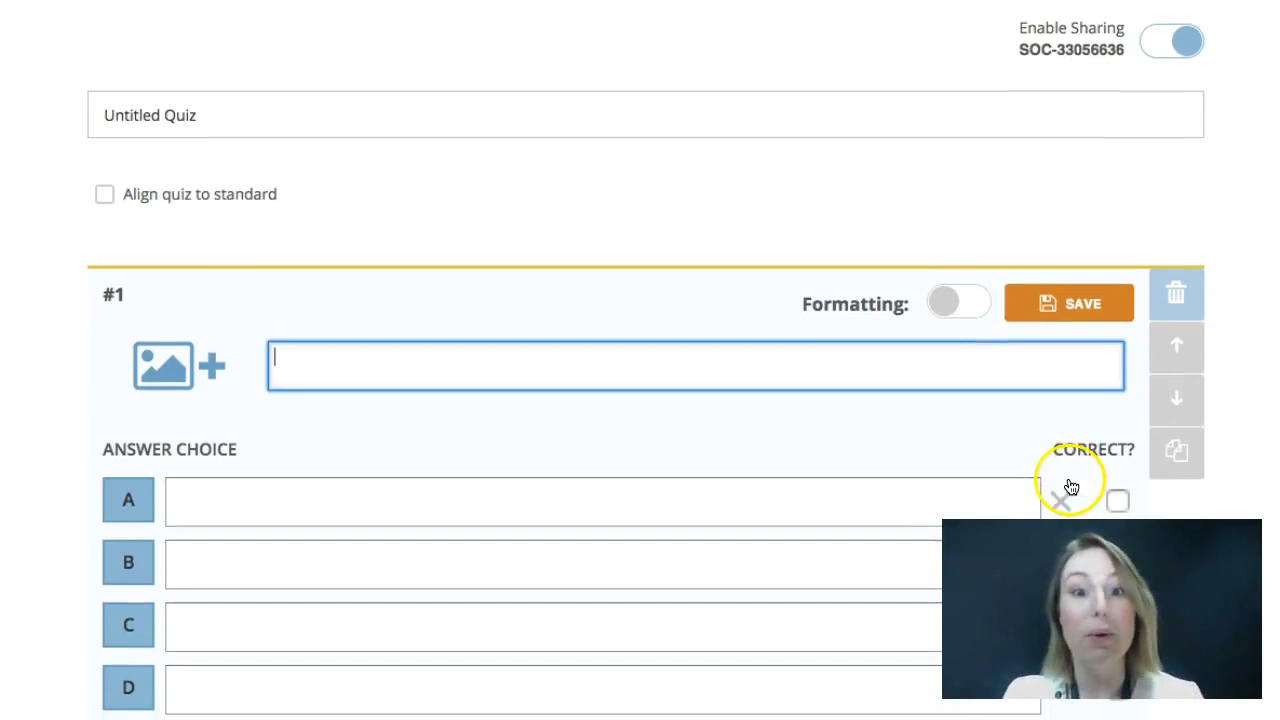 Enable Sharing
SOC-33056636
Untitled Quiz
Align quiz to standard
#1
Formatting:
SAVE
ANSWER CHOICE
CORRECT?
A
B
C
D